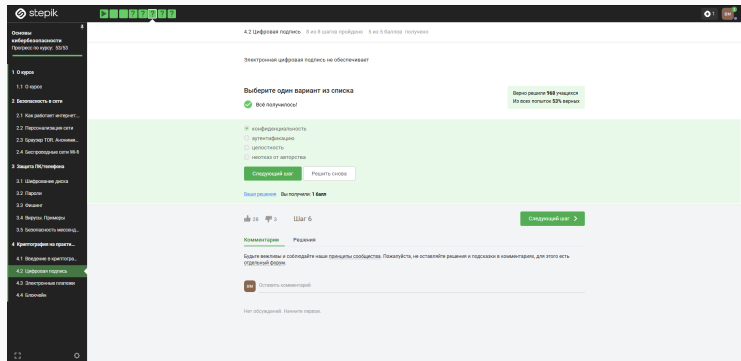 stepik
1
ВМ
Основы
кибербезопасности
Прогресс по курсу: 53/53
1 О курсе
1.1 О курсе
2 Безопасность в сети
2.1 Как работает интернет...
2.2 Персонализация сети
2.3 Браузер TOR. Анонимн...
2.4 Беспроводные сети Wi-fi
3 Защита ПК/телефона
3.1 Шифрование диска
3.2 Пароли
3.3 Фишинг
3.4 Вирусы. Примеры
3.5 Безопасность мессенд...
4 Криптография на практи...
4.1 Введение в криптогра...
4.2 Цифровая подпись
4.3 Электронные платежи
4.4 Блокчейн
4.2 Цифровая подпись 8 из 8 шагов пройдено 5 из 5 баллов получено
Электронная цифровая подпись не обеспечивает
Выберите один вариант из списка
Всё получилось!
Верно решили 968 учащихся
Из всех попыток 53% верных
конфиденциальность
аутентификацию
целостность
неотказ от авторства
Следующий шаг
Решить снова
Ваши решения Вы получили: 1 балл
28 3 Шаг 6
Следующий шаг
Комментарии Решения
Будьте вежливы и соблюдайте наши принципы сообщества. Пожалуйста, не оставляйте решения и подсказки в комментариях, для этого есть
отдельный форум.
ВМ Оставить комментарий
Нет обсуждений. Начните первое.